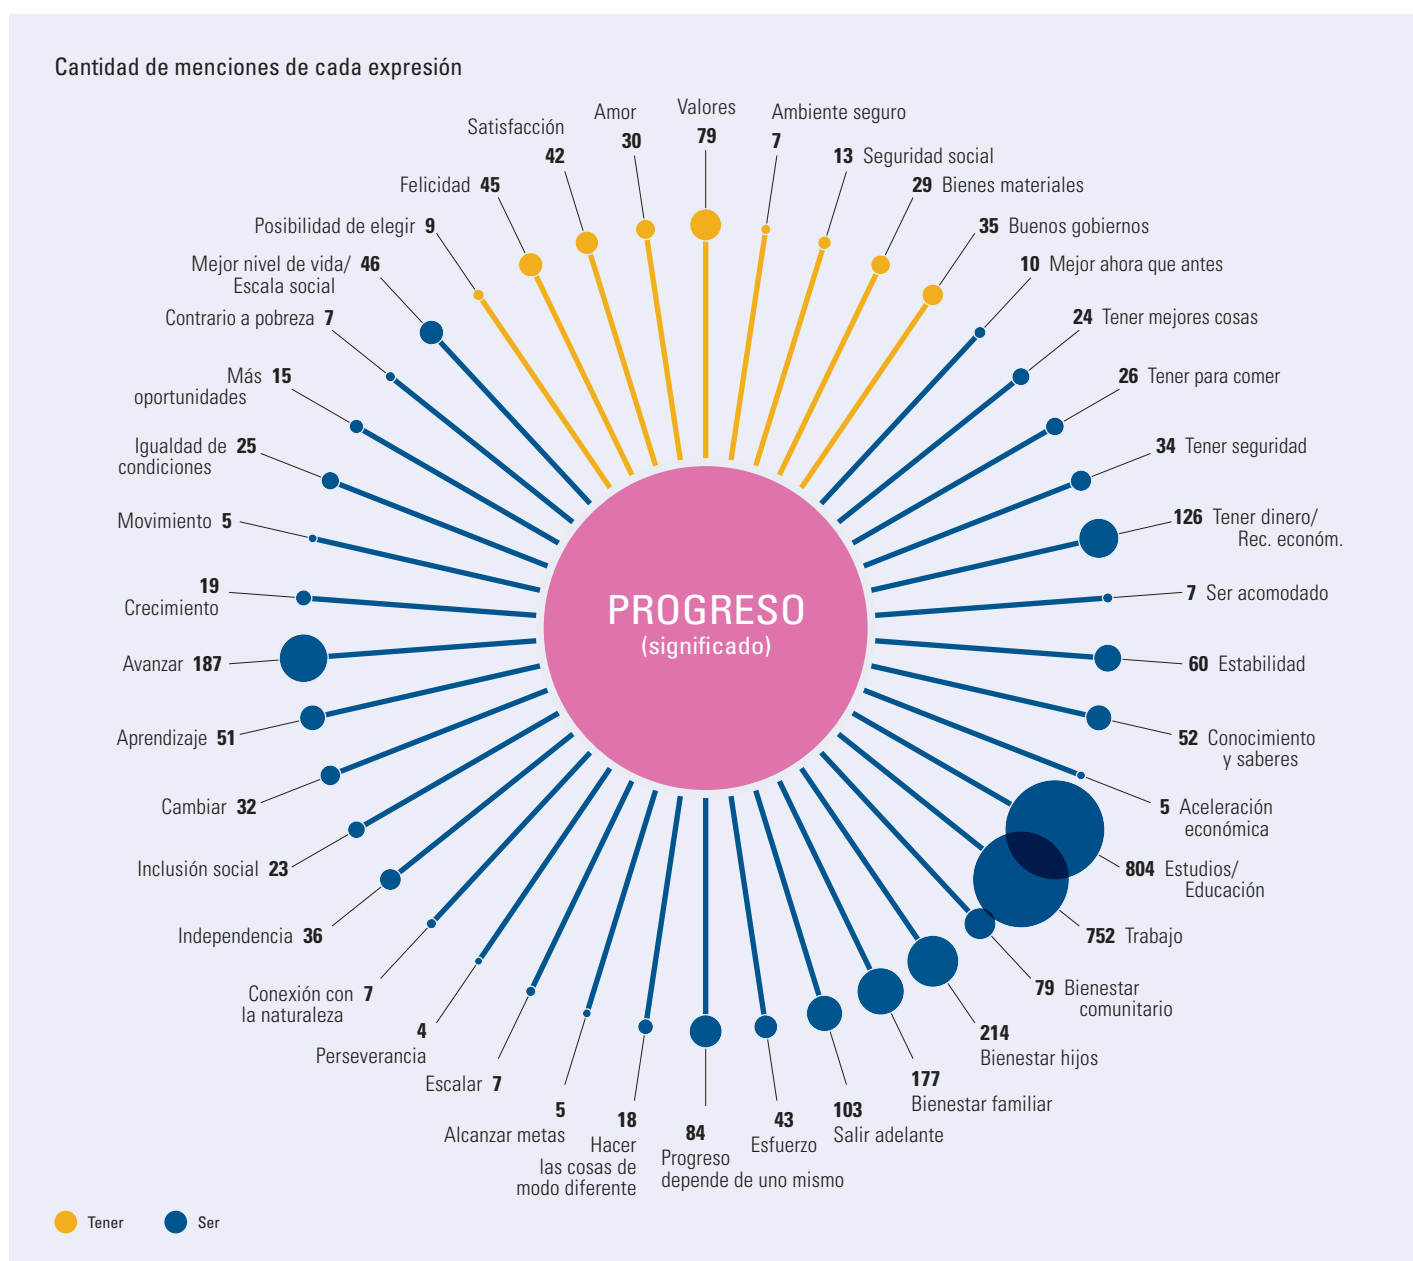 Cantidad de menciones de cada expresión
Valores
79
Ambiente seguro
7
13 Seguridad social
29 Bienes materiales
35 Buenos gobiernos
10 Mejor ahora que antes
24 Tener mejores cosas
26 Tener para comer
34 Tener seguridad
126 Tener dinero/
Rec. económ.
7 Ser acomodado
60 Estabilidad
52 Conocimiento
y saberes
5 Aceleración
económica
804 Estudios/
Educación
752 Trabajo
79 Bienestar
comunitario
214
Bienestar hijos
177
Bienestar familiar
103
Salir adelante
43
Esfuerzo
84
Progreso
depende de uno mismo
18
Hacer
las cosas de
modo diferente
5
Alcanzar metas
Escalar 7
4
Perseverancia
Conexión con 7
la naturaleza
Independencia 36
Inclusión social 23
Cambiar 32
Aprendizaje 51
Avanzar 187
19
Crecimiento
Movimiento 5
Igualdad de 25
condiciones
Más 15
oportunidades
Contrario a pobreza 7
Mejor nivel de vida/ 46
Escala social
Posibilidad de elegir 9
Felicidad 45
Satisfacción
42
Amor
30
PROGRESO
(significado)
Tener
Ser